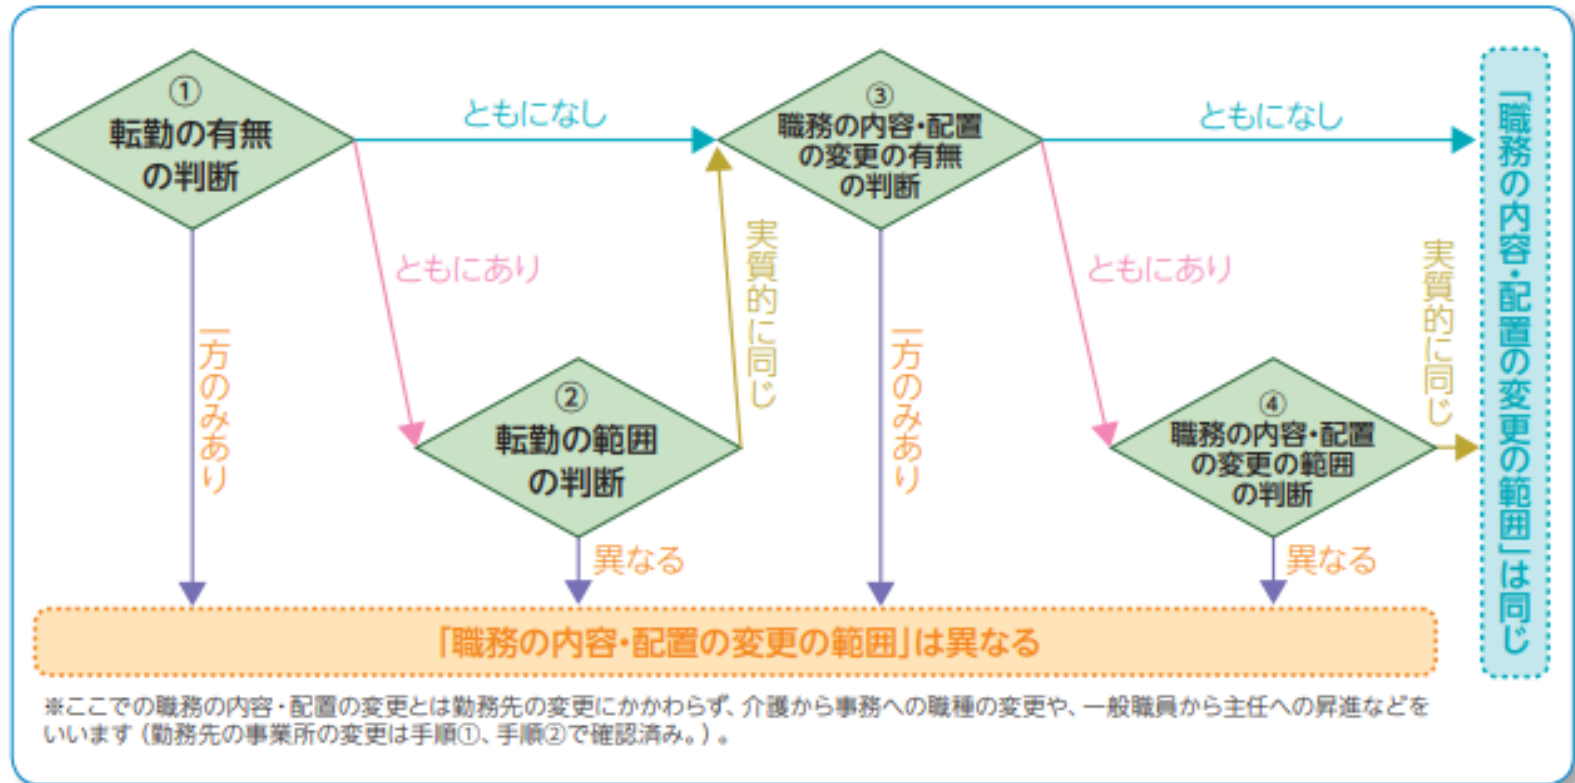 ①
転勤の有無
の判断
ともになし
ともにあり
一方のみあり
②
転勤の範囲
の判断
実質的に同じ
異なる
③
職務の内容・配置
の変更の有無
の判断
ともになし
ともにあり
一方のみあり
④
職務の内容・配置
の変更の範囲
の判断
実質的に同じ
異なる
「職務の内容・配置の変更の範囲」は同じ
「職務の内容・配置の変更の範囲」は異なる
※ここでの職務の内容・配置の変更とは勤務先の変更にかかわらず、介護から事務への職種の変更や、一般職員から主任への昇進などを
いいます（勤務先の事業所の変更は手順①、手順②で確認済み。）。